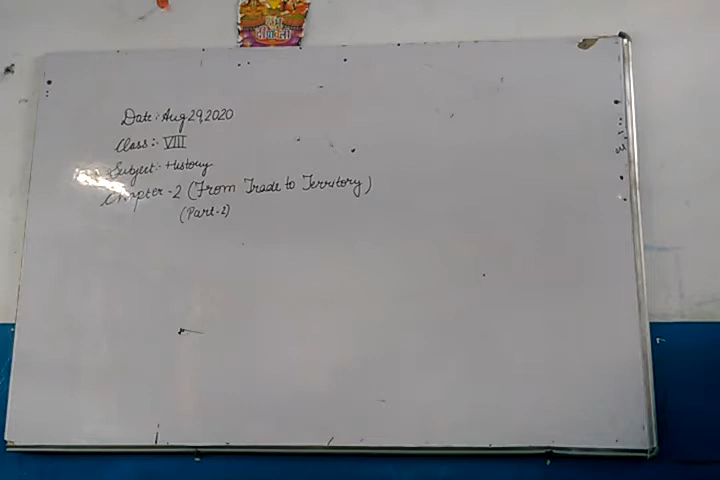 Date:- Aug 29, 2020
Class:- VIII
Subject:- History
Chapter-2 (From Trade to Territory)
(Part-2)